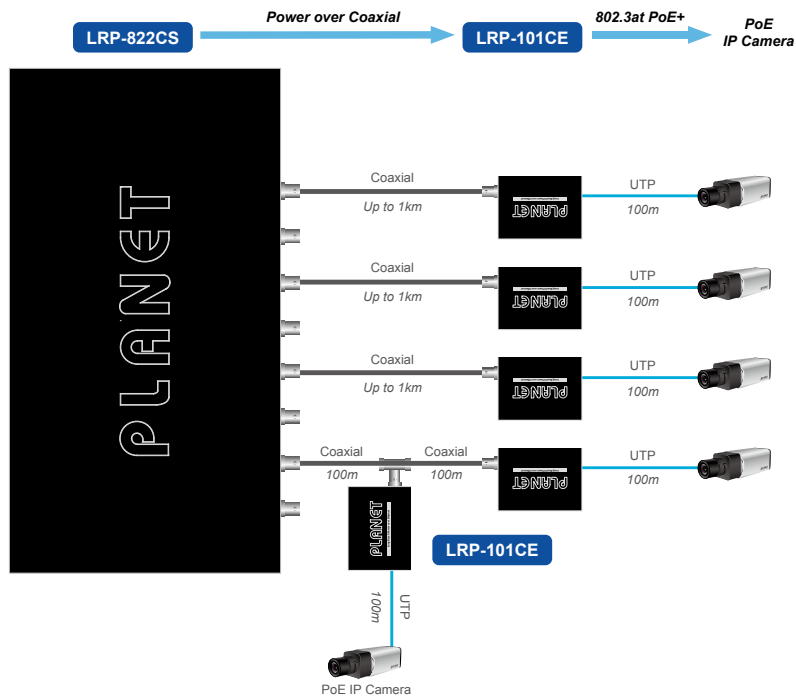 Power over Coaxial
802.3at PoE+
PoE
IP Camera
LRP-822CS
LRP-101CE
PLANET
Coaxial
Up to 1km
PLANET
UTP
100m
Coaxial
Up to 1km
PLANET
UTP
100m
Coaxial
Up to 1km
PLANET
UTP
100m
Coaxial
100m
Coaxial
100m
PLANET
UTP
100m
PLANET
LRP-101CE
UTP
100m
PoE IP Camera